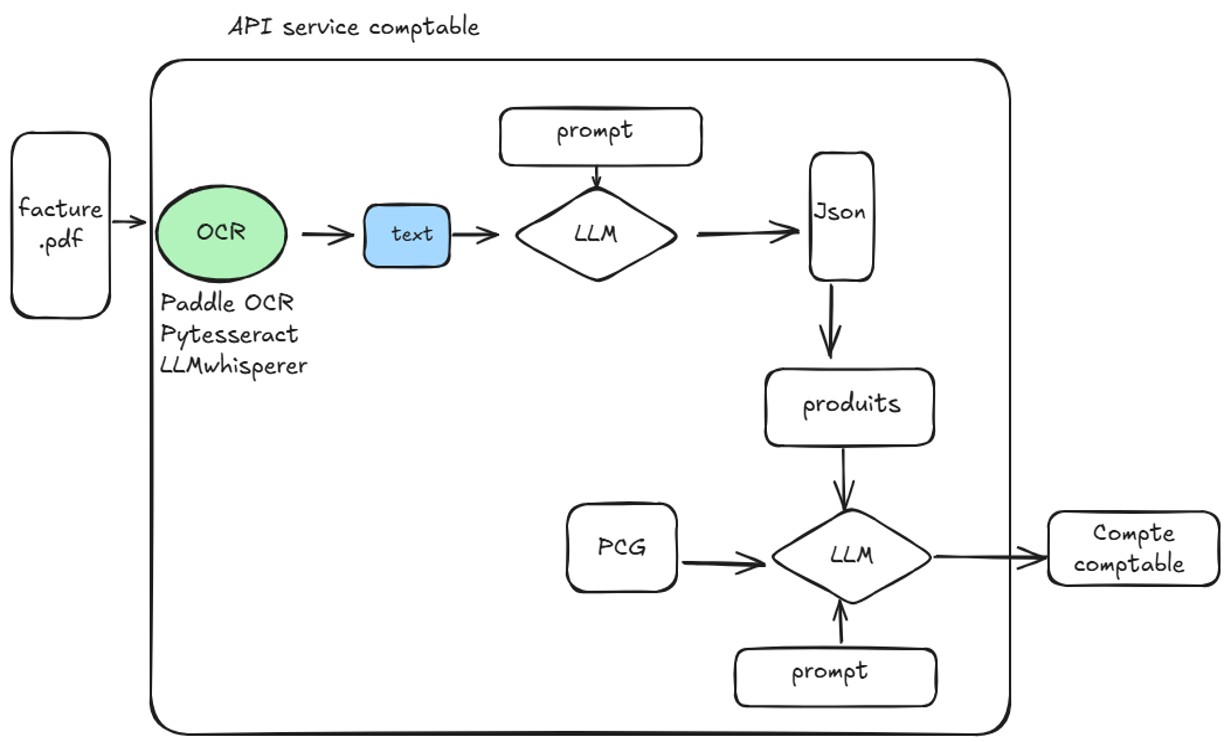 API service comptable
prompt
facture
.pdf
OCR
text
LLM
Json
Paddle OCR
Pytesseract
LLMwhisperer
produits
PCG
LLM
Compte
comptable
prompt